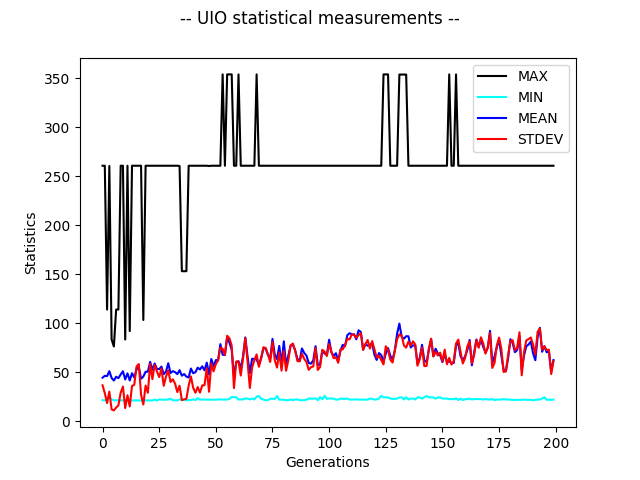 -- UIO statistical measurements --
350
300
250
200
150
100
50
0
Statistics
MAX
MIN
MEAN
STDEV
0 25 50 75 100 125 150 175 200
Generations